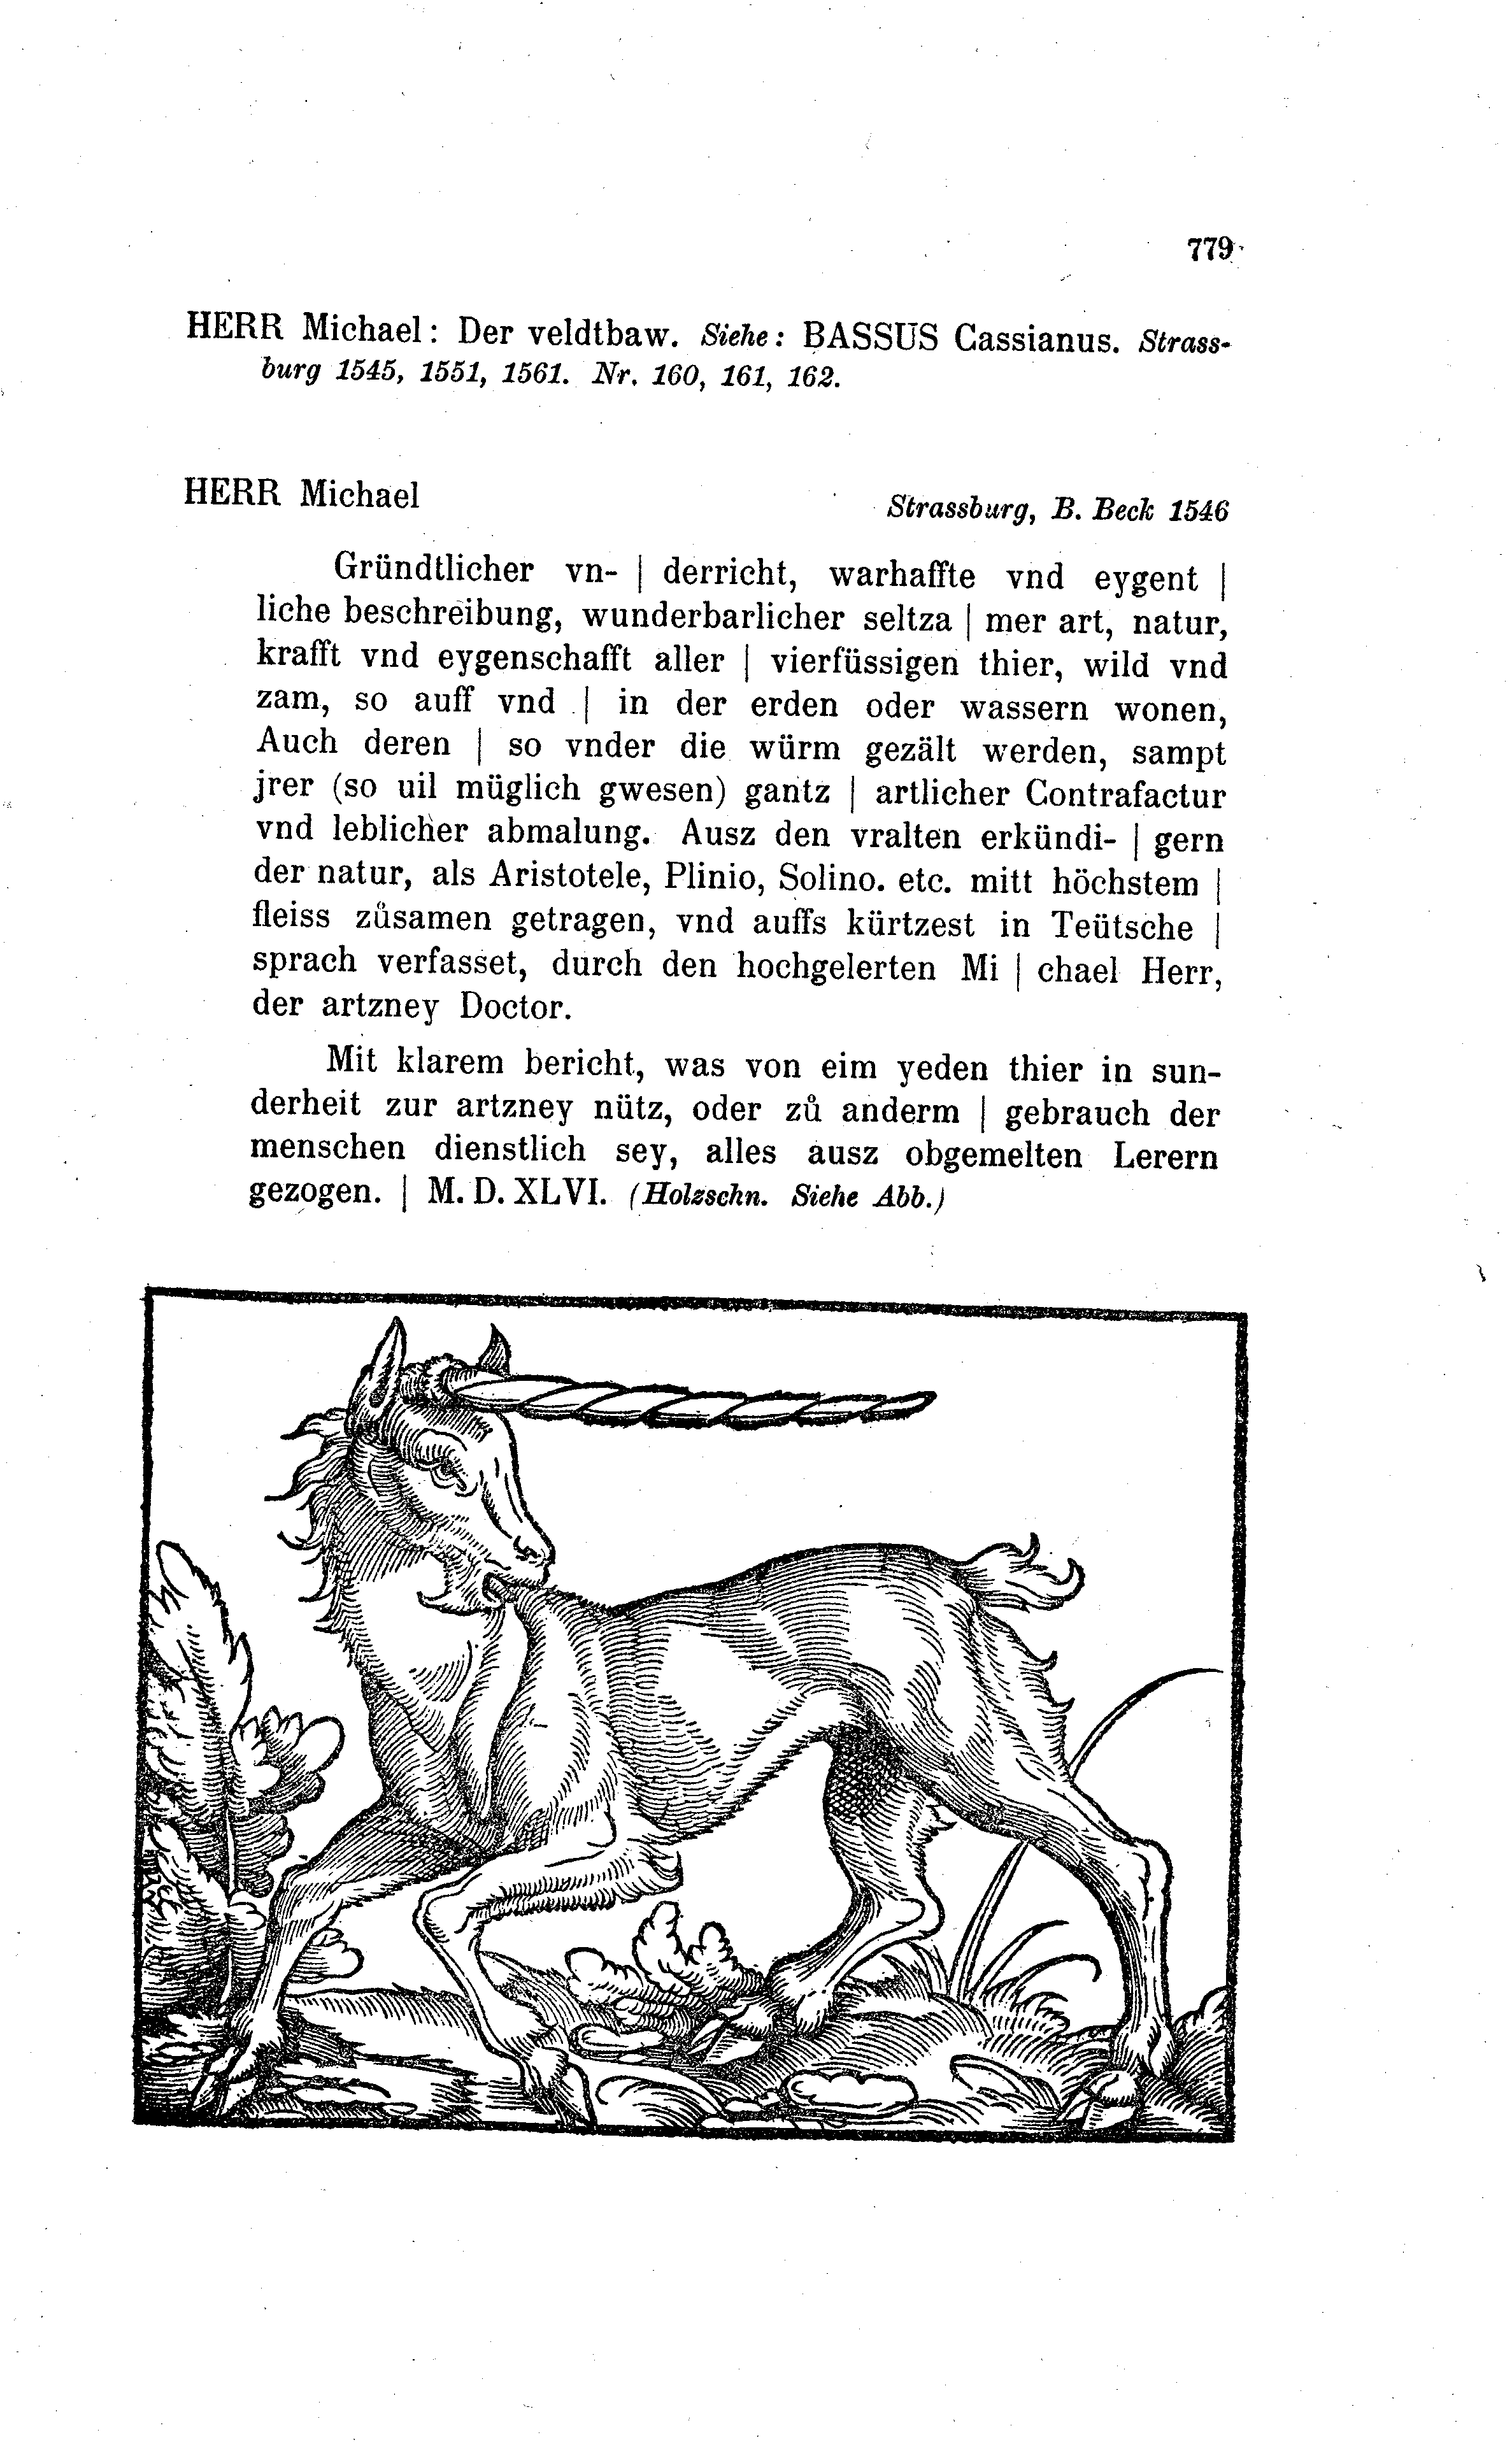 779
HERR Michael: Der veldtbaw. Siehe: BASSUS Cassianus. Strass-
burg 1545, 1551, 1561. Nr. 160, 161, 162.
HERR Michael
Strassburg, B. Beck 1546
Gründtlicher vn- | derricht, warhaffte vnd eygent |
liche beschreibung, wunderbarlicher seltza | mer art, natur,
krafft vnd eygenschafft aller | vierfüssigen thier, wild vnd
zam, so auff vnd | in der erden oder wassern wonen,
Auch deren | so vnder die würm gezält werden, sampt
jrer (so uil müglich gwesen) gantz | artlicher Contrafactur
vnd leblicher abmalung. Ausz den vralten erkündi- | gern
der natur, als Aristotele, Plinio, Solino. etc. mitt höchstem |
fleiss zůsamen getragen, vnd auffs kürtzest in Teütsche |
sprach verfasset, durch den hochgelerten Mi | chael Herr,
der artzney Doctor.
Mit klarem bericht, was von eim yeden thier in sun-
derheit zur artzney nütz, oder zů anderm | gebrauch der
menschen dienstlich sey, alles ausz obgemelten Lerern
gezogen. | M. D. XLVI. (Holzschn. Siehe Abb.)